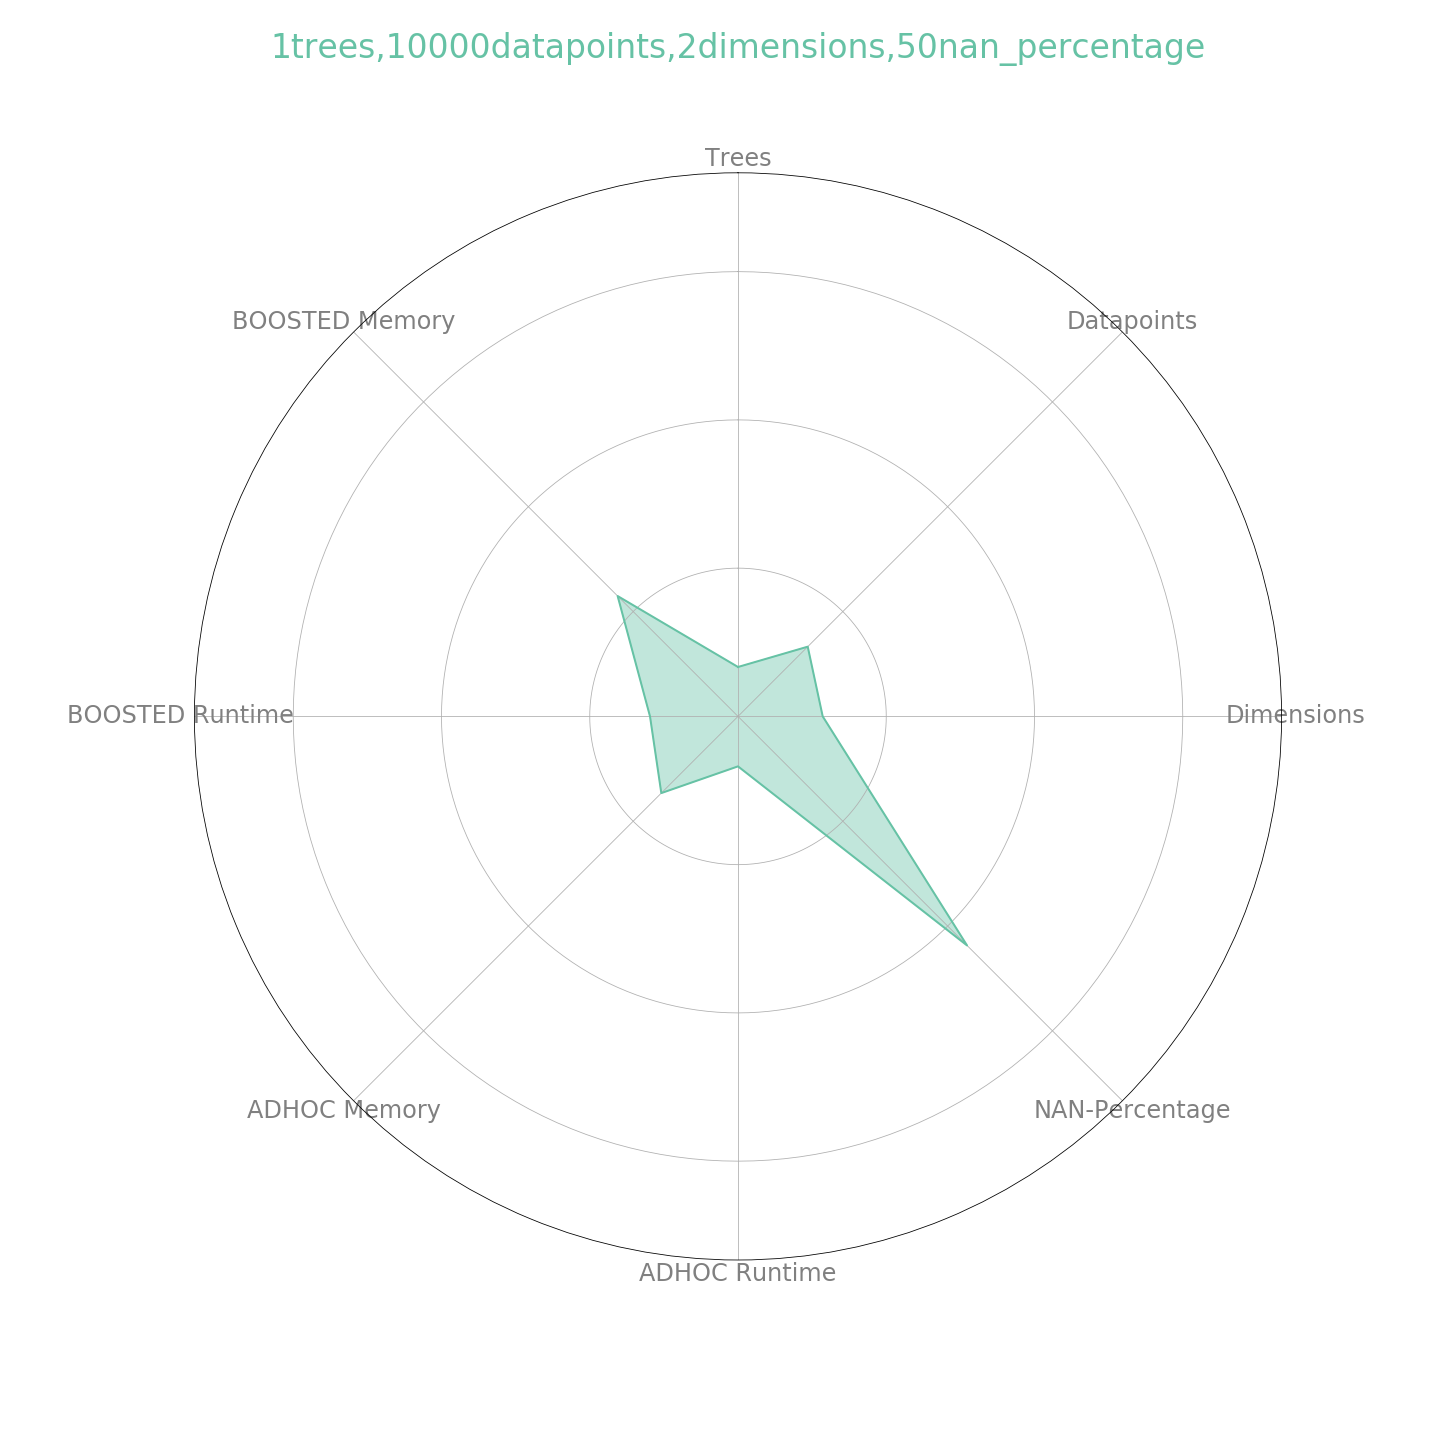 1trees,10000datapoints,2dimensions,50nan_percentage
Trees
BOOSTED Memory
Datapoints
BOOSTED Runtime
Dimensions
ADHOC Memory
NAN-Percentage
ADHOC Runtime